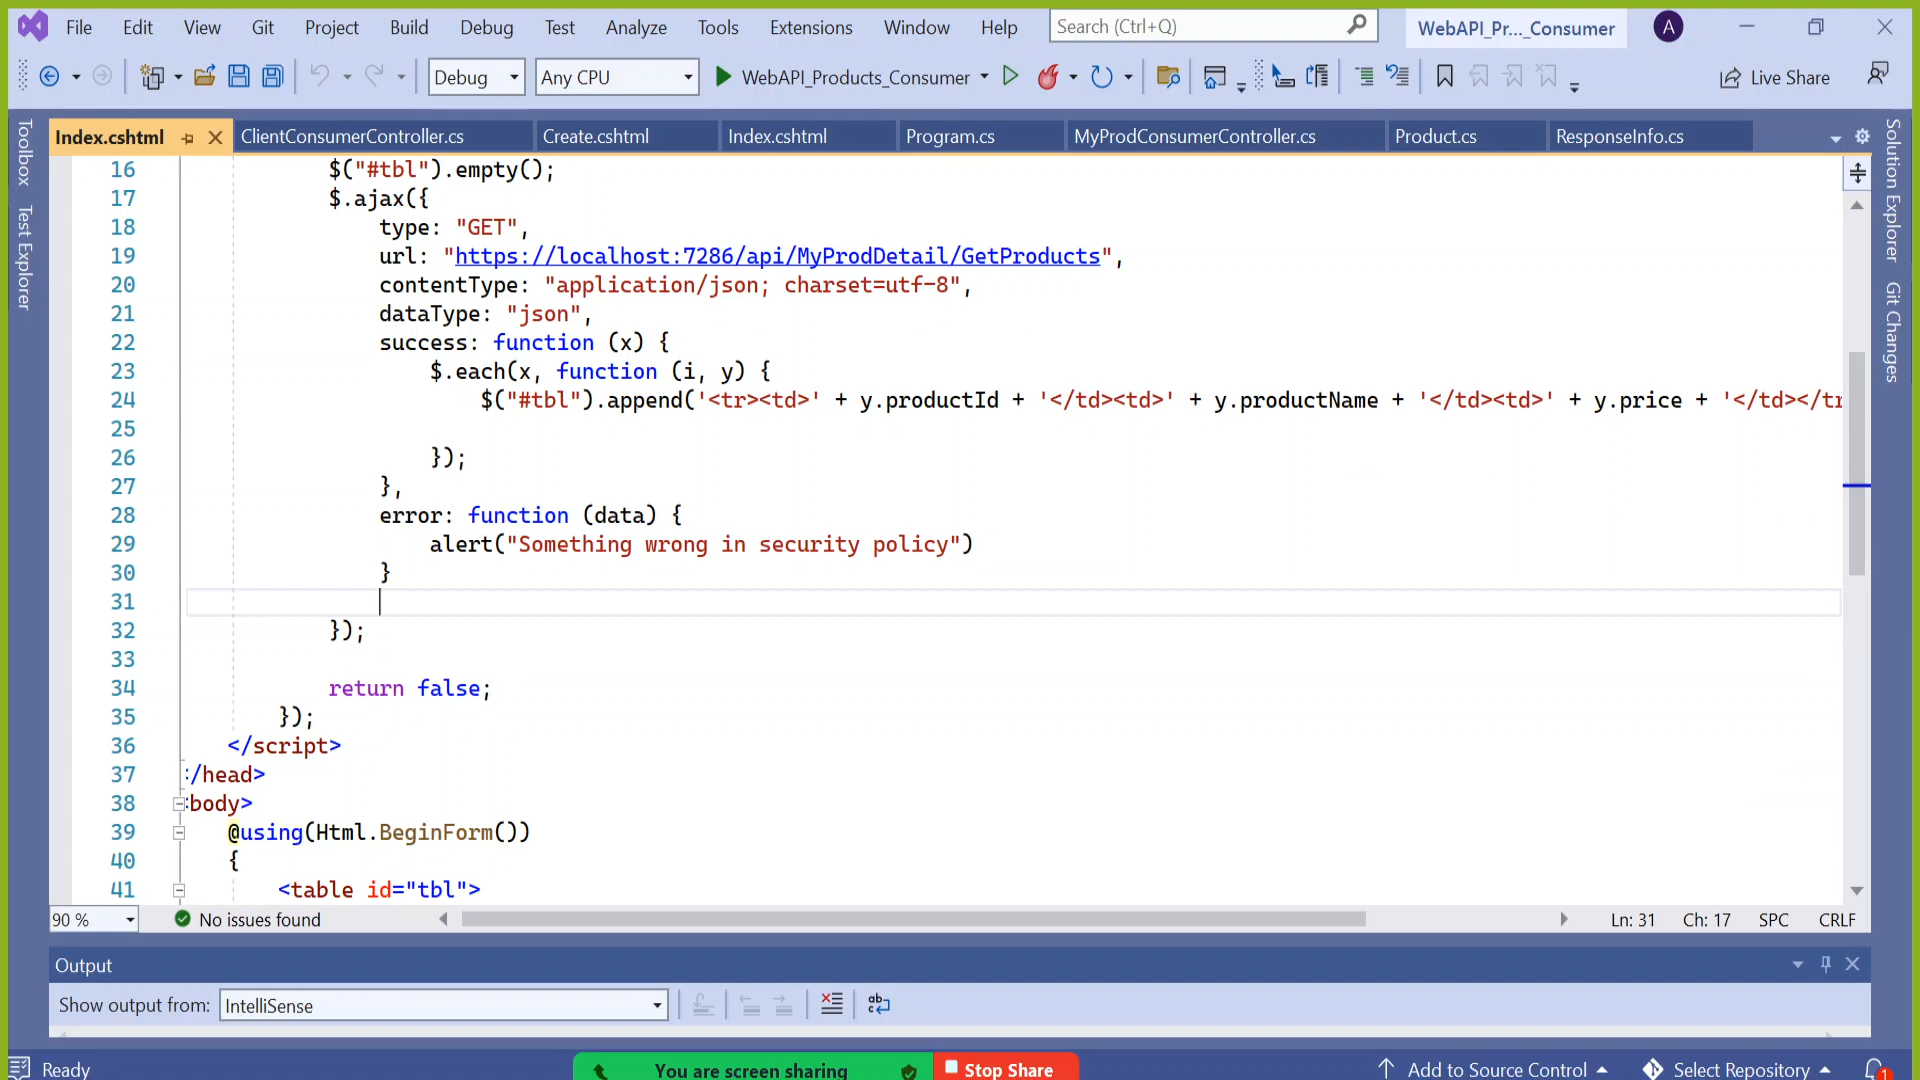 File Edit View Git Project Build Debug Test Analyze Tools Extensions Window Help Search (Ctrl+Q) WebAPI_Pr..._Consumer A
Debug Any CPU WebAPI_Products_Consumer Live Share
Toolbox
Test Explorer
Index.cshtml ClientConsumerController.cs Create.cshtml Index.cshtml Program.cs MyProdConsumerController.cs Product.cs ResponseInfo.cs
Solution Explorer
Git Changes
16 $("#tbl").empty();
17 $.ajax({
18 type: "GET",
19 url: "https://localhost:7286/api/MyProdDetail/GetProducts",
20 contentType: "application/json; charset=utf-8",
21 dataType: "json",
22 success: function (x) {
23 $.each(x, function (i, y) {
24 $("#tbl").append('<tr><td>' + y.productId + '</td><td>' + y.productName + '</td><td>' + y.price + '</td></tr
25
26 });
27 },
28 error: function (data) {
29 alert("Something wrong in security policy")
30 }
31
32 });
33
34 return false;
35 });
36 </script>
37 </head>
38 <body>
39 @using(Html.BeginForm())
40 {
41 <table id="tbl">
90 % No issues found Ln: 31 Ch: 17 SPC CRLF
Output
Show output from: IntelliSense
Ready You are screen sharing Stop Share Add to Source Control Select Repository 1